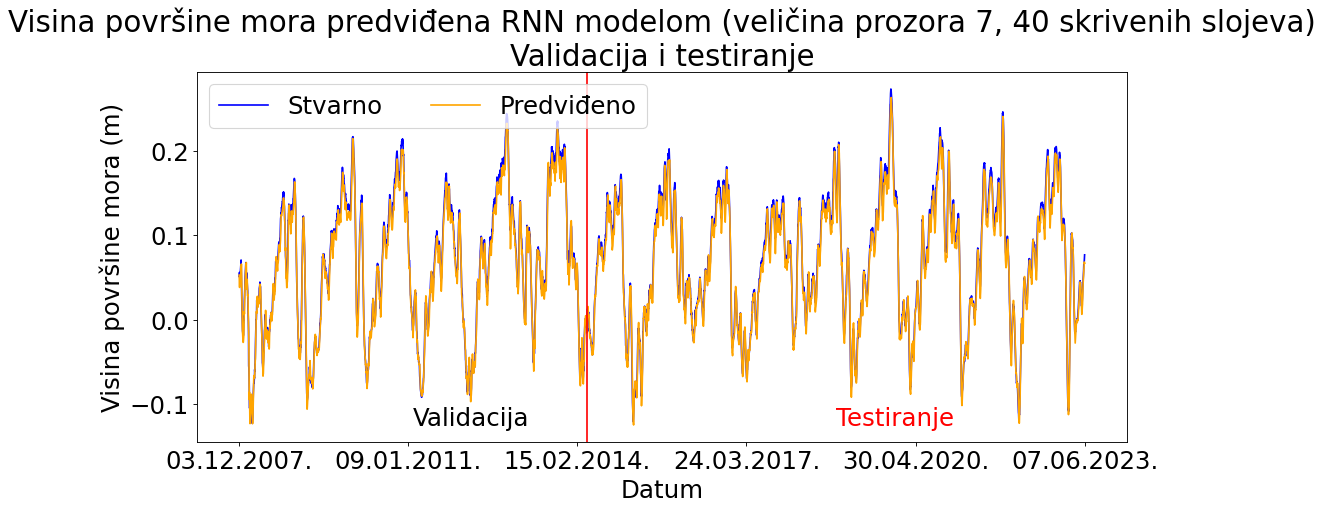 Visina površine mora predviđena RNN modelom (veličina prozora 7, 40 skrivenih slojeva)
Validacija i testiranje
Stvarno Predviđeno
Visina površine mora (m)
0.2
0.1
0.0
−0.1
Validacija
Testiranje
03.12.2007. 09.01.2011. 15.02.2014. 24.03.2017. 30.04.2020. 07.06.2023.
Datum